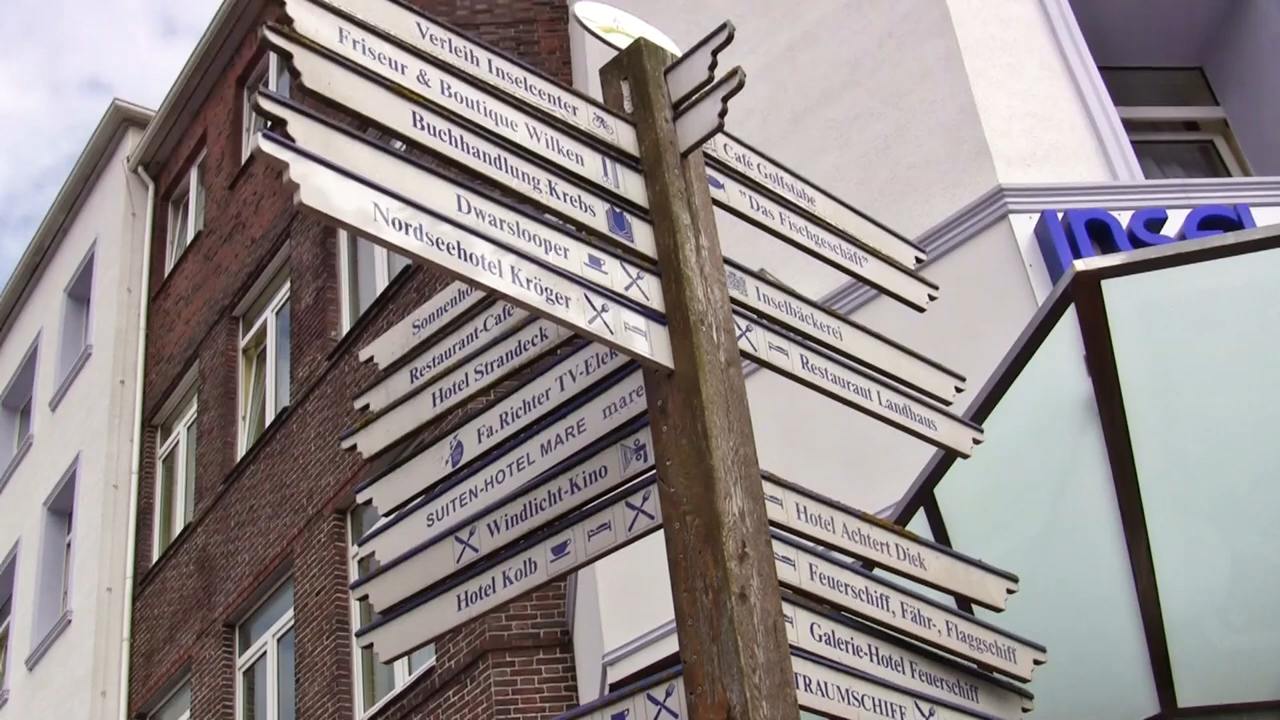 Verleih Inselcenter
Friseur & Boutique Wilken
Buchhandlung Krebs
Dwarslooper
Nordseehotel Kröger
Restaurant-Cafe
Hotel Strandeck
Fa.Richter
SUITEN-HOTEL MARE mare
Windlicht-Kino
Hotel Kolb
Café Golfstube
"Das Fischgeschäft"
Inselbäckerei
Restaurant Landhaus
Hotel Achtert Diek
Feuerschiff, Fähr-, Flaggschiff
Galerie-Hotel Feuerschiff
TRAUMSCHIFF
INSEL